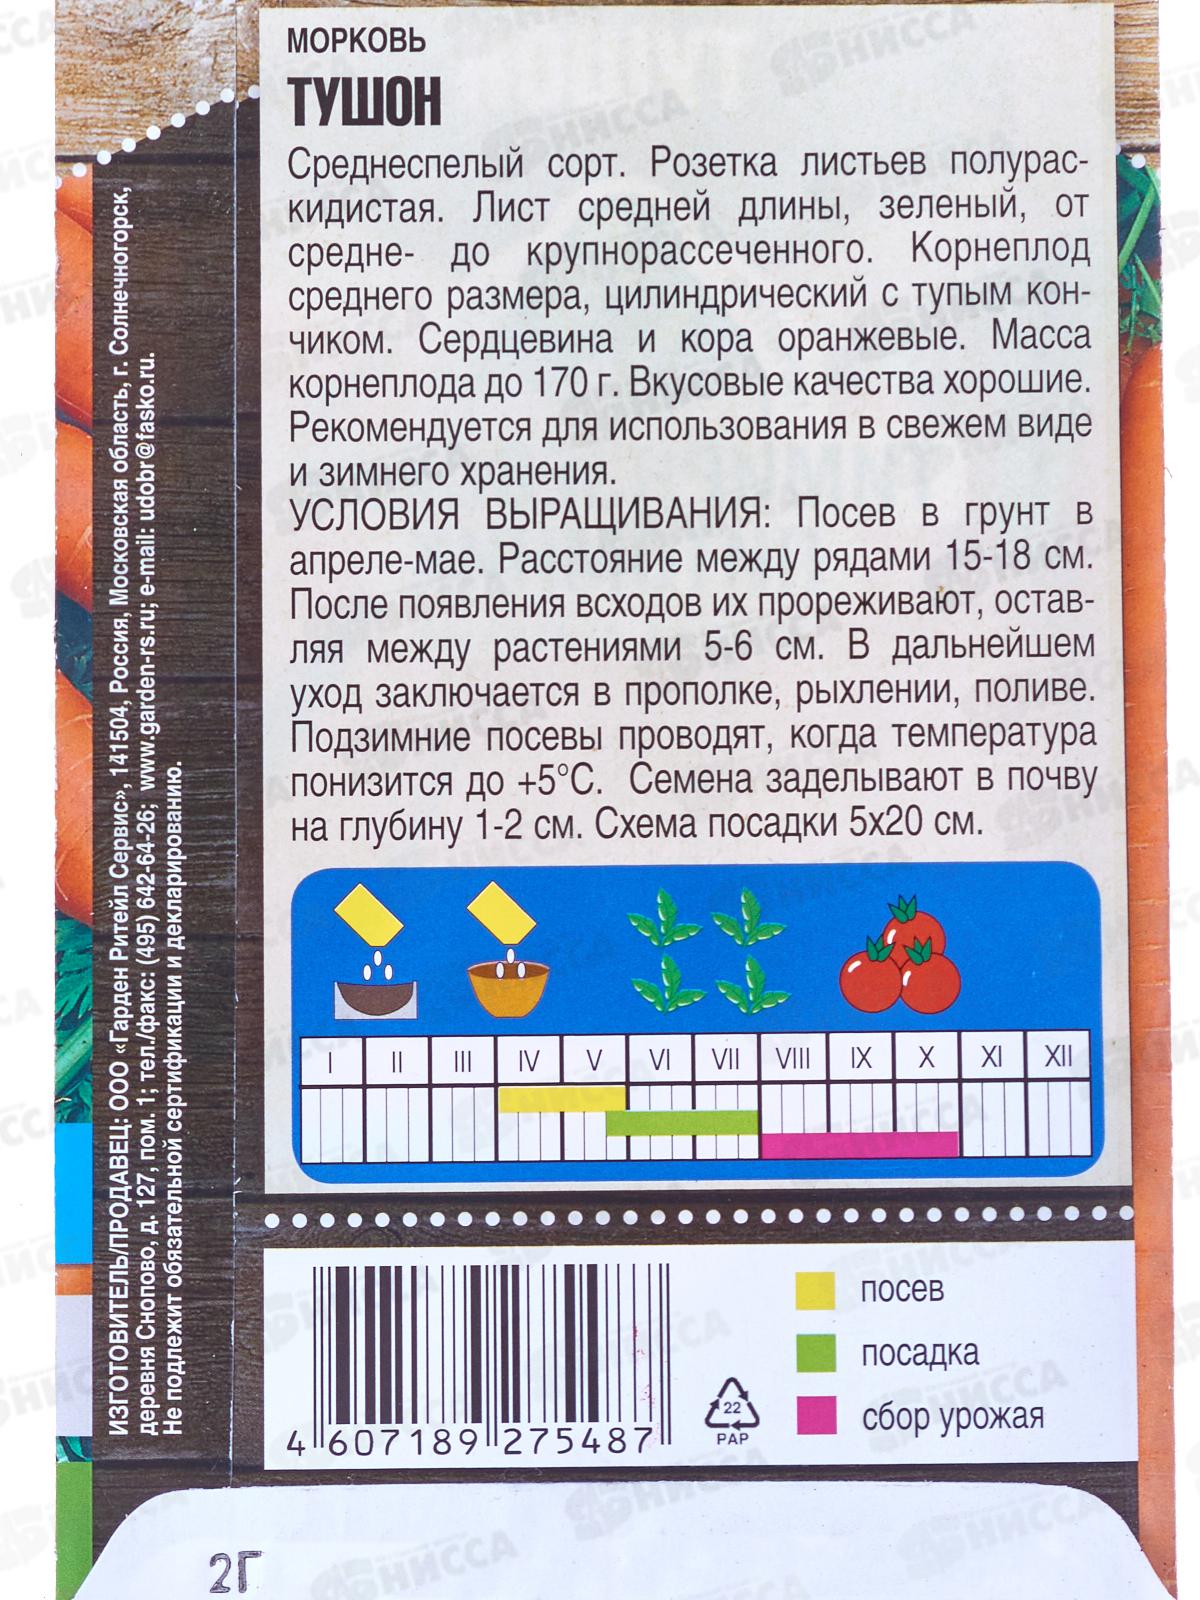 МОРКОВЬ
ТУШОН
Среднеспелый сорт. Розетка листьев полурас-
кидистая. Лист средней длины, зеленый, от
средне- до крупнорассеченного. Корнеплод
среднего размера, цилиндрический с тупым кон-
чиком. Сердцевина и кора оранжевые. Масса
корнеплода до 170 г. Вкусовые качества хорошие.
Рекомендуется для использования в свежем виде
и зимнего хранения.
УСЛОВИЯ ВЫРАЩИВАНИЯ: Посев в грунт в
апреле-мае. Расстояние между рядами 15-18 см.
После появления всходов их прореживают, остав-
ляя между растениями 5-6 см. В дальнейшем
уход заключается в прополке, рыхлении, поливе.
Подзимние посевы проводят, когда температура
понизится до +5°С. Семена заделывают в почву
на глубину 1-2 см. Схема посадки 5х20 см.
I II III IV V VI VII VIII IX X XI XII
посев
посадка
сбор урожая
22
PAP
4 607189 275487
2Г
ИЗГОТОВИТЕЛЬ/ПРОДАВЕЦ: ООО «Гарден Ритейл Сервис», 141504, Россия, Московская область, г. Солнечногорск,
деревня Снопово, д. 127, пом. 1; тел./факс: (495) 642-64-26; www.garden-rs.ru; e-mail: udobr@fasko.ru.
Не подлежит обязательной сертификации и декларированию.